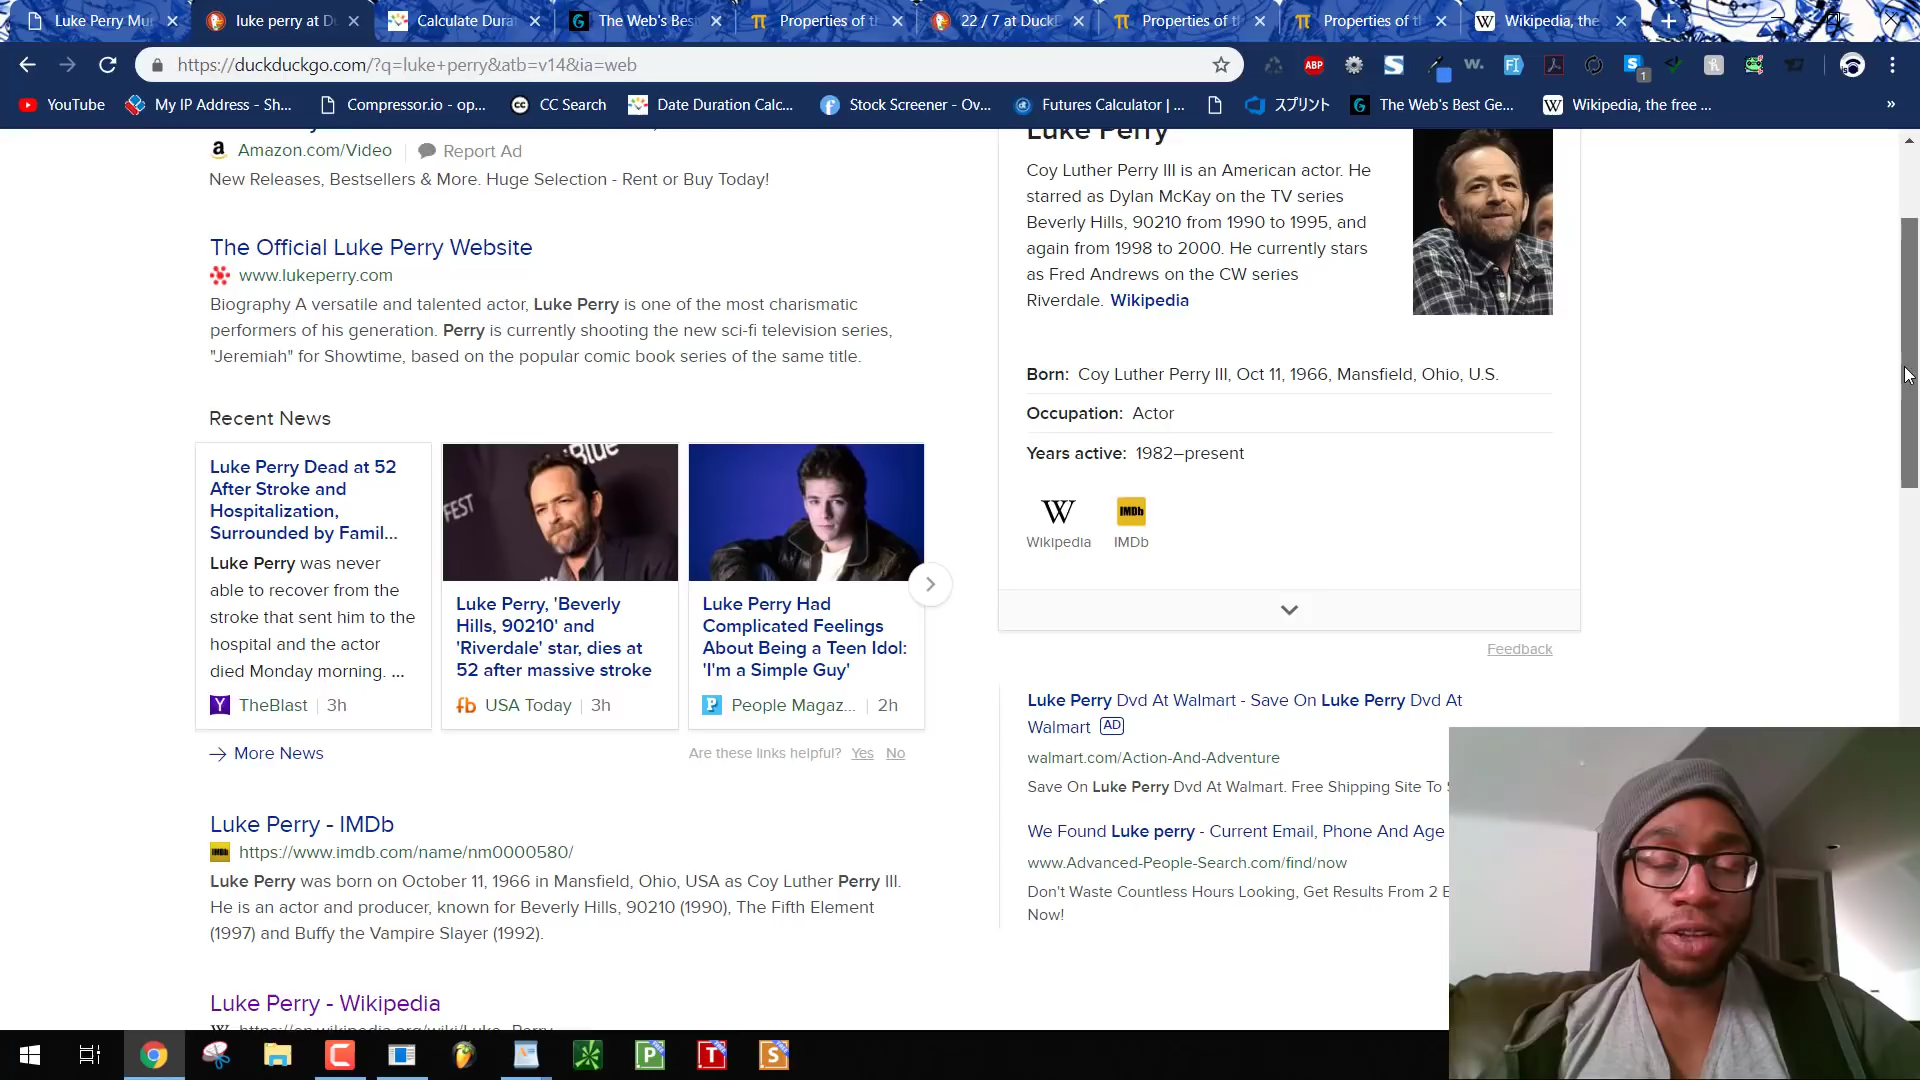 Luke Perry Mu
luke perry at D
Calculate Dura
The Web's Bes
Properties of t
22 / 7 at DuckD
Properties of t
Properties of t
Wikipedia, the
https://duckduckgo.com/?q=luke+perry&atb=v14&ia=web
ABP
1
YouTube
My IP Address - Sh...
Compressor.io - op...
CC Search
Date Duration Calc...
Stock Screener - Ov...
Futures Calculator | ...
スプリント
The Web's Best Ge...
Wikipedia, the free ...
Amazon.com/Video
Report Ad
New Releases, Bestsellers & More. Huge Selection - Rent or Buy Today!
The Official Luke Perry Website
www.lukeperry.com
Biography A versatile and talented actor, Luke Perry is one of the most charismatic
performers of his generation. Perry is currently shooting the new sci-fi television series,
"Jeremiah" for Showtime, based on the popular comic book series of the same title.
Recent News
Luke Perry Dead at 52
After Stroke and
Hospitalization,
Surrounded by Famil...
Luke Perry was never
able to recover from the
stroke that sent him to the
hospital and the actor
died Monday morning. ...
TheBlast
3h
Luke Perry, 'Beverly
Hills, 90210' and
'Riverdale' star, dies at
52 after massive stroke
USA Today
3h
Luke Perry Had
Complicated Feelings
About Being a Teen Idol:
'I'm a Simple Guy'
People Magaz...
2h
More News
Are these links helpful? Yes No
Luke Perry - IMDb
https://www.imdb.com/name/nm0000580/
Luke Perry was born on October 11, 1966 in Mansfield, Ohio, USA as Coy Luther Perry III.
He is an actor and producer, known for Beverly Hills, 90210 (1990), The Fifth Element
(1997) and Buffy the Vampire Slayer (1992).
Luke Perry - Wikipedia
https://en.wikipedia.org/wiki/Luke_Perry
Luke Perry
Coy Luther Perry III is an American actor. He
starred as Dylan McKay on the TV series
Beverly Hills, 90210 from 1990 to 1995, and
again from 1998 to 2000. He currently stars
as Fred Andrews on the CW series
Riverdale. Wikipedia
Born: Coy Luther Perry III, Oct 11, 1966, Mansfield, Ohio, U.S.
Occupation: Actor
Years active: 1982–present
Wikipedia
IMDb
Feedback
Luke Perry Dvd At Walmart - Save On Luke Perry Dvd At
Walmart AD
walmart.com/Action-And-Adventure
Save On Luke Perry Dvd At Walmart. Free Shipping Site To
We Found Luke perry - Current Email, Phone And Age
www.Advanced-People-Search.com/find/now
Don't Waste Countless Hours Looking, Get Results From 2
Now!